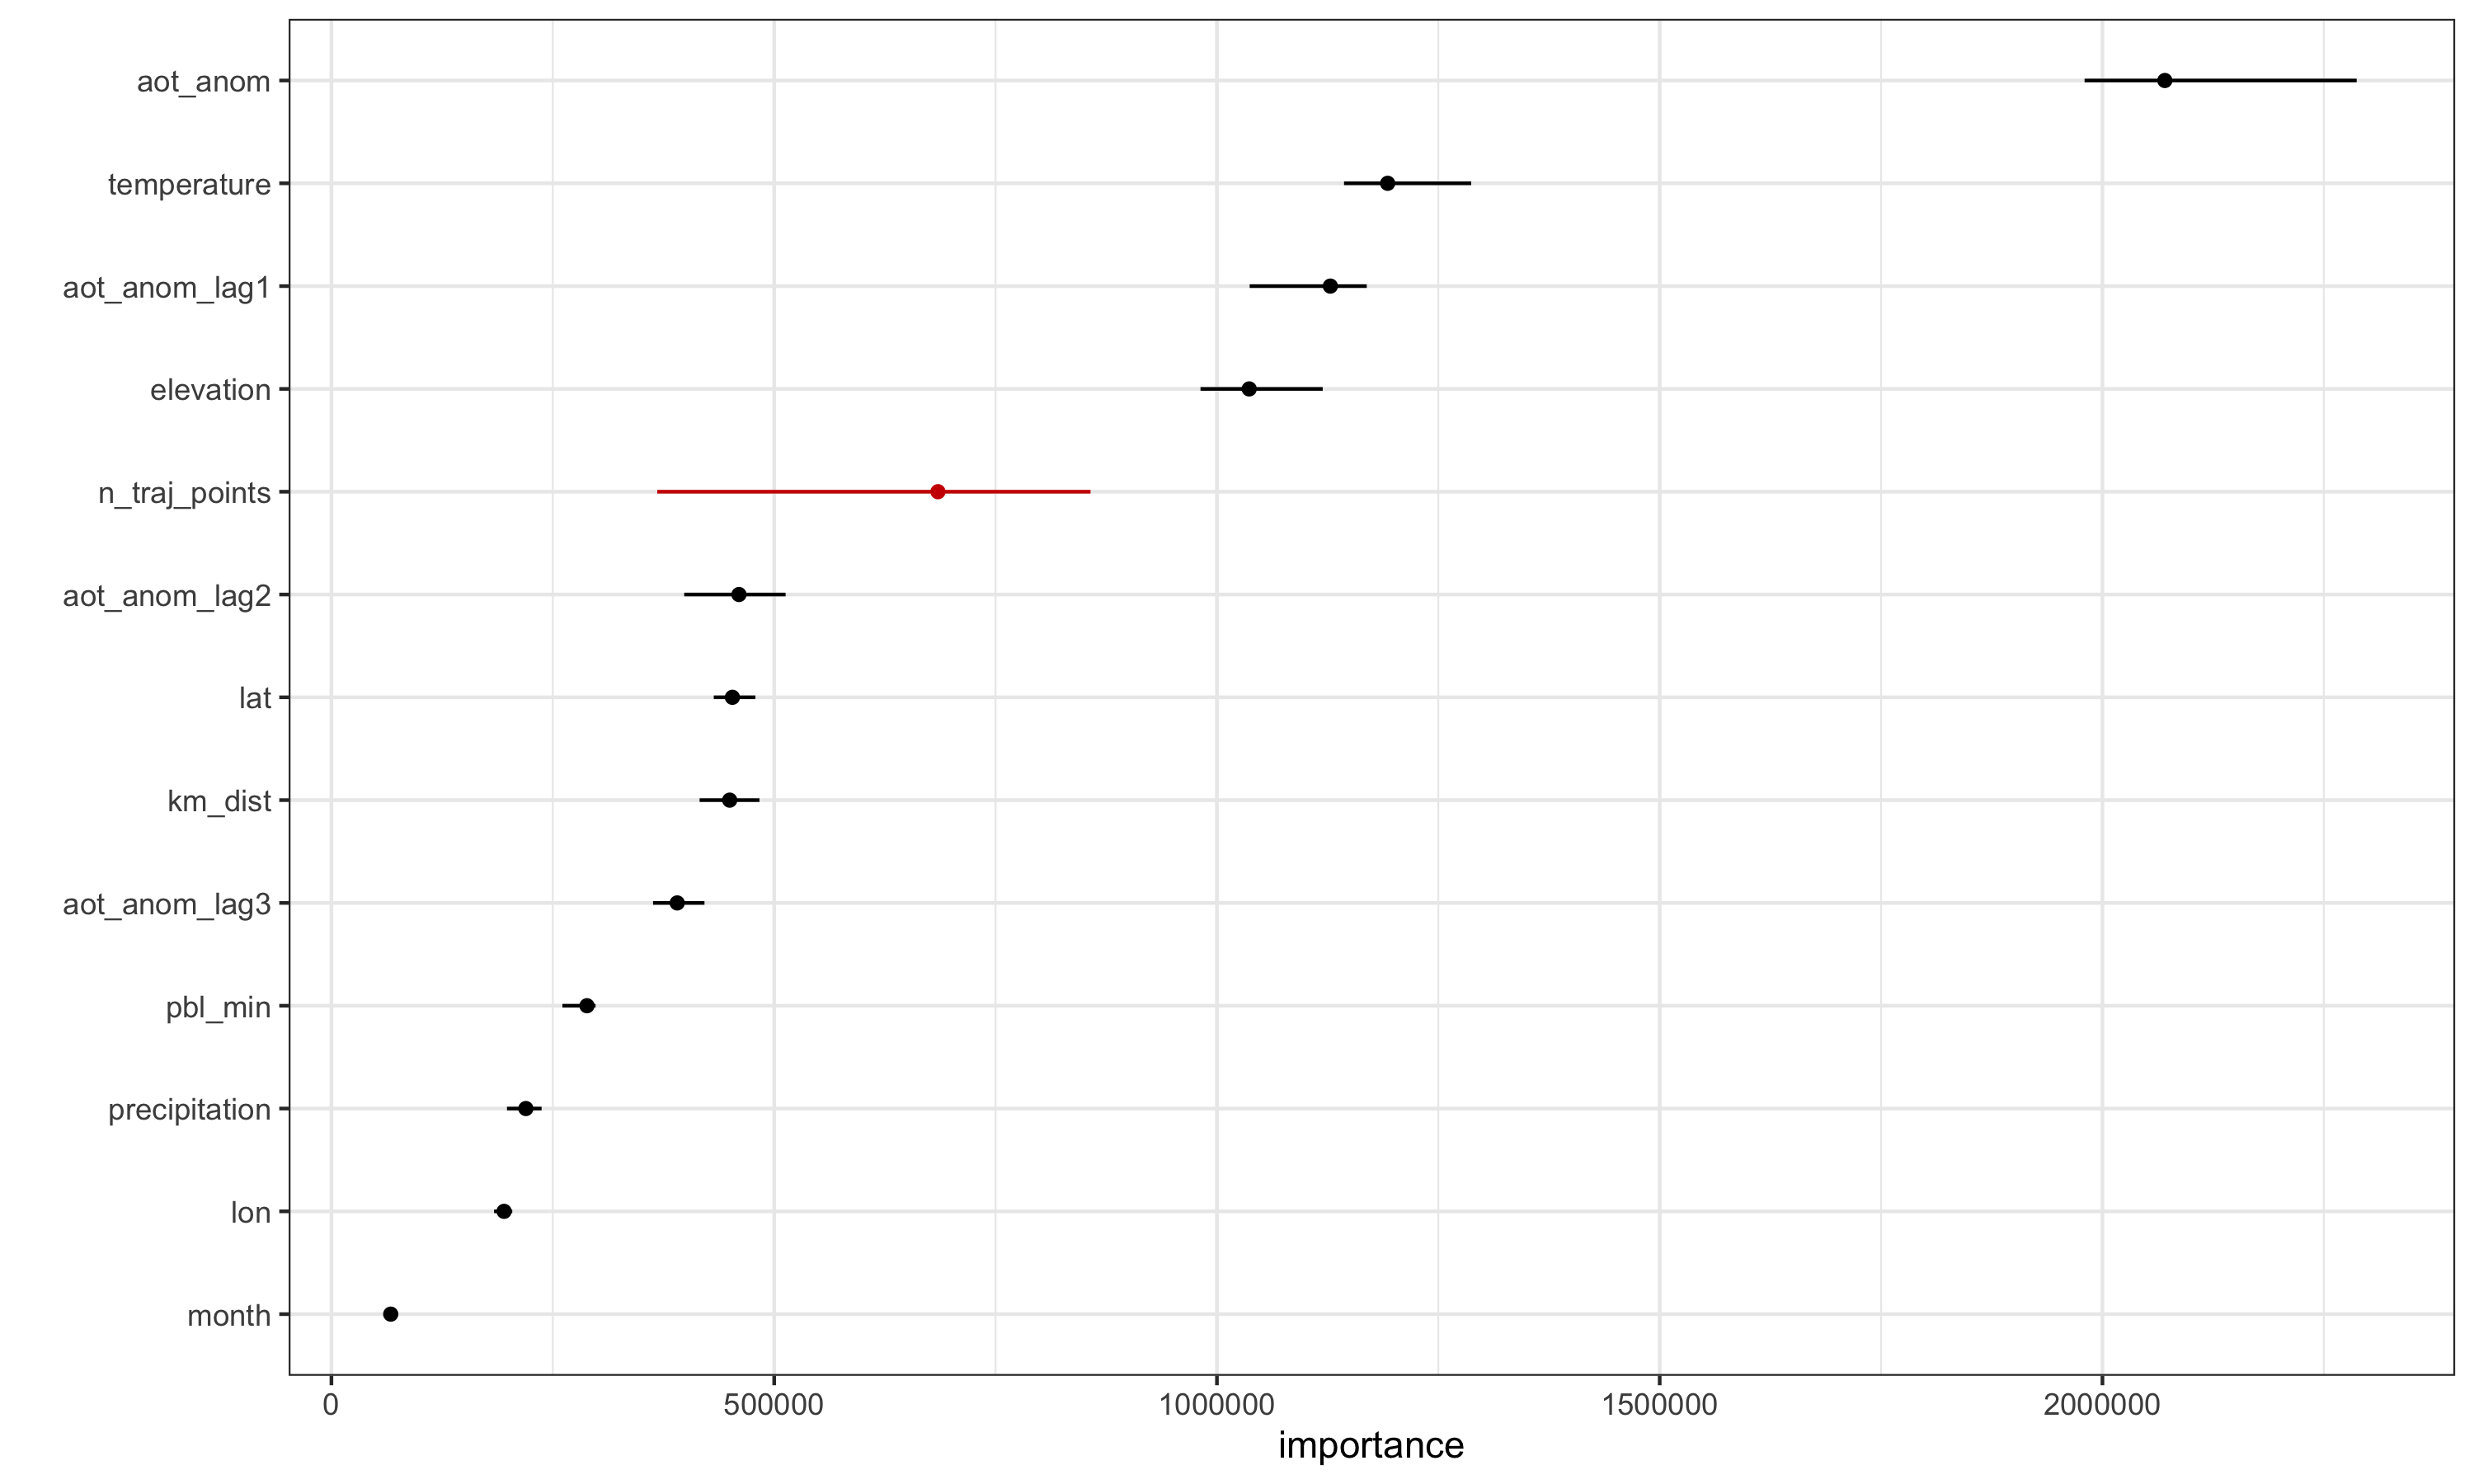 aot_anom
temperature
aot_anom_lag1
elevation
n_traj_points
aot_anom_lag2
lat
km_dist
aot_anom_lag3
pbl_min
precipitation
lon
month
0 500000 1000000 1500000 2000000
importance